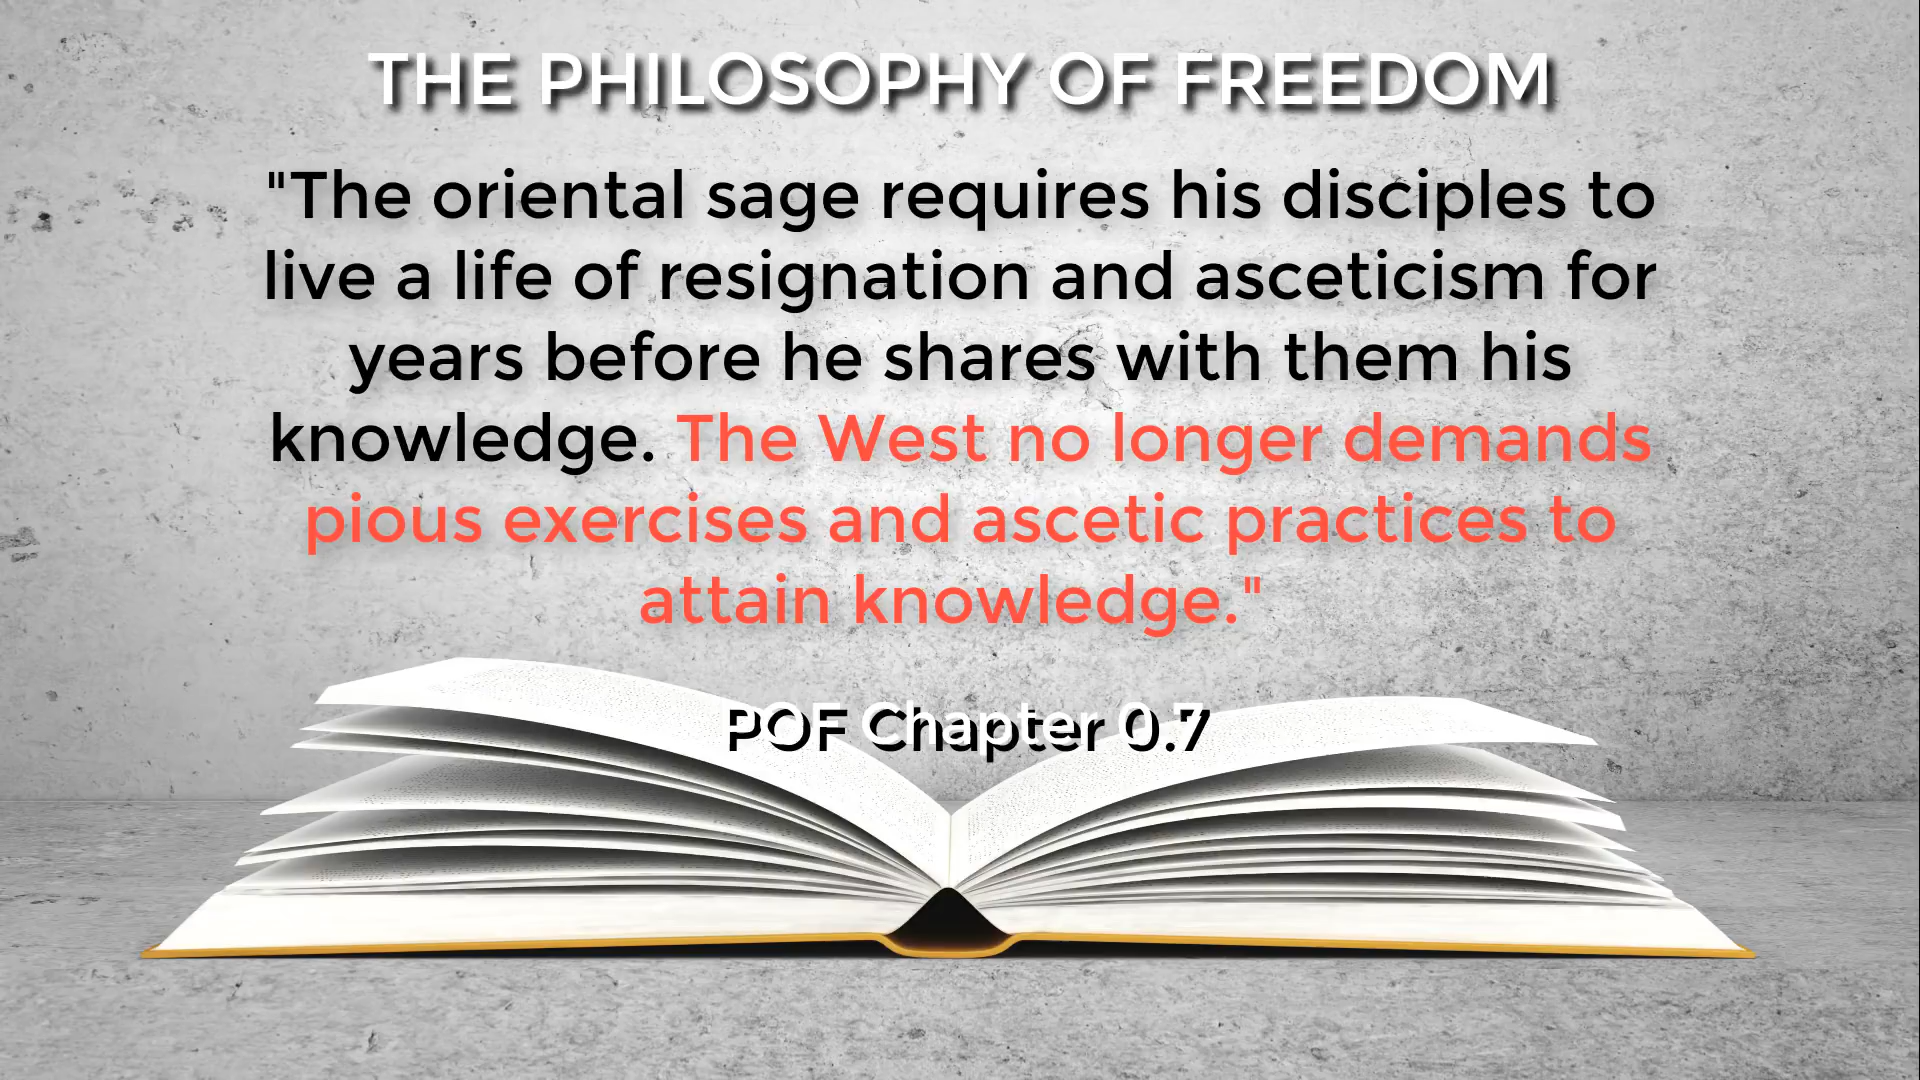 THE PHILOSOPHY OF FREEDOM
"The oriental sage requires his disciples to
live a life of resignation and asceticism for
years before he shares with them his
knowledge. The West no longer demands
pious exercises and ascetic practices to
attain knowledge."
POF Chapter 0.7